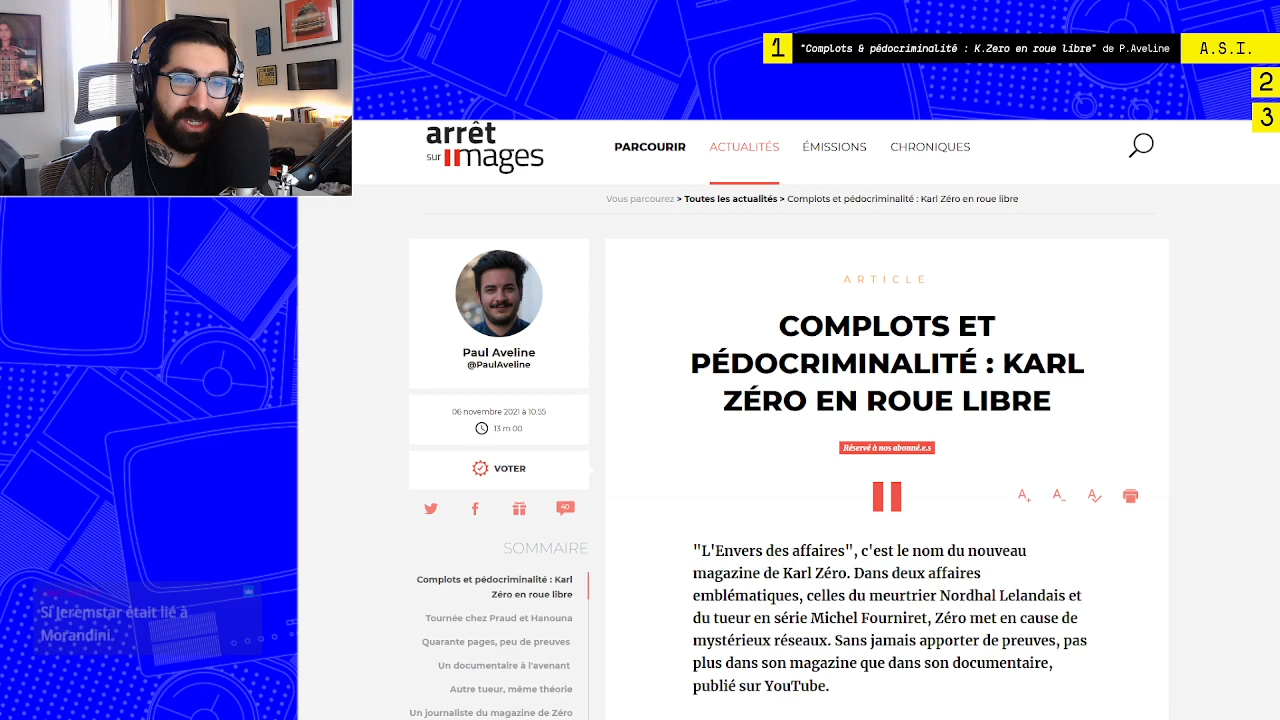 1 "Complots & pédocriminalité : K.Zero en roue libre" de P.Aveline A.S.I.
2
3
arrêt
sur images
PARCOURIR ACTUALITÉS ÉMISSIONS CHRONIQUES
Vous parcourez > Toutes les actualités > Complots et pédocriminalité : Karl Zéro en roue libre
Paul Aveline
@PaulAveline
06 novembre 2021 à 10:55
13 m 00
VOTER
40
SOMMAIRE
Complots et pédocriminalité : Karl
Zéro en roue libre
Tournée chez Praud et Hanouna
Quarante pages, peu de preuves
Un documentaire à l'avenant
Autre tueur, même théorie
Un journaliste du magazine de Zéro
ARTICLE
COMPLOTS ET
PÉDOCRIMINALITÉ : KARL
ZÉRO EN ROUE LIBRE
Réservé à nos abonné.e.s
A+ A-
"L'Envers des affaires", c'est le nom du nouveau
magazine de Karl Zéro. Dans deux affaires
emblématiques, celles du meurtrier Nordhal Lelandais et
du tueur en série Michel Fourniret, Zéro met en cause de
mystérieux réseaux. Sans jamais apporter de preuves, pas
plus dans son magazine que dans son documentaire,
publié sur YouTube.
Si Jeremstar était lié à
Morandini.